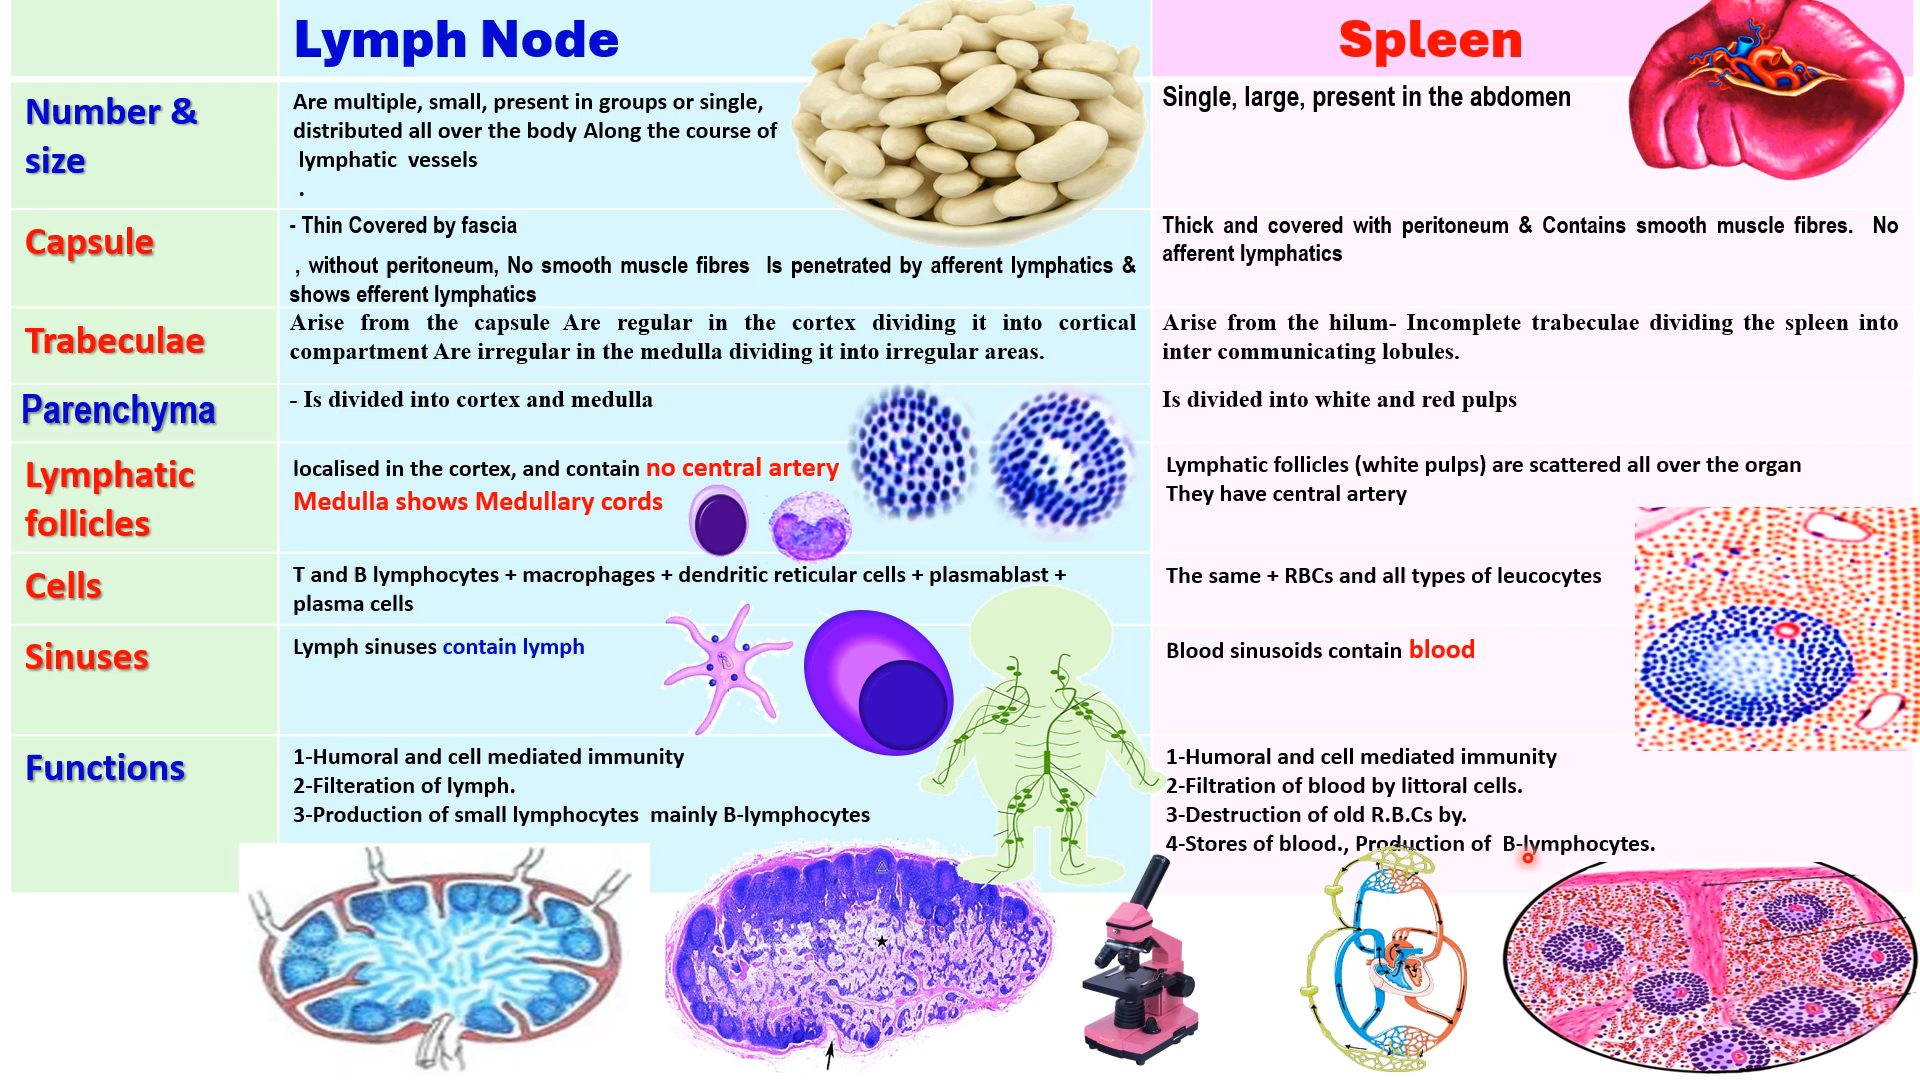 Lymph Node
Spleen
Number &
size
Are multiple, small, present in groups or single,
distributed all over the body Along the course of
lymphatic  vessels
.
Single, large, present in the abdomen
Capsule
- Thin Covered by fascia
, without peritoneum, No smooth muscle fibres  Is penetrated by afferent lymphatics &
shows efferent lymphatics
Thick and covered with peritoneum & Contains smooth muscle fibres.  No
afferent lymphatics
Trabeculae
Arise from the capsule Are regular in the cortex dividing it into cortical
compartment Are irregular in the medulla dividing it into irregular areas.
Arise from the hilum- Incomplete trabeculae dividing the spleen into
inter communicating lobules.
Parenchyma
- Is divided into cortex and medulla
Is divided into white and red pulps
Lymphatic
follicles
localised in the cortex, and contain no central artery
Medulla shows Medullary cords
Lymphatic follicles (white pulps) are scattered all over the organ
They have central artery
Cells
T and B lymphocytes + macrophages + dendritic reticular cells + plasmablast +
plasma cells
The same + RBCs and all types of leucocytes
Sinuses
Lymph sinuses contain lymph
Blood sinusoids contain blood
Functions
1-Humoral and cell mediated immunity
2-Filteration of lymph.
3-Production of small lymphocytes  mainly B-lymphocytes
1-Humoral and cell mediated immunity
2-Filtration of blood by littoral cells.
3-Destruction of old R.B.Cs by.
4-Stores of blood., Production of  B-lymphocytes.